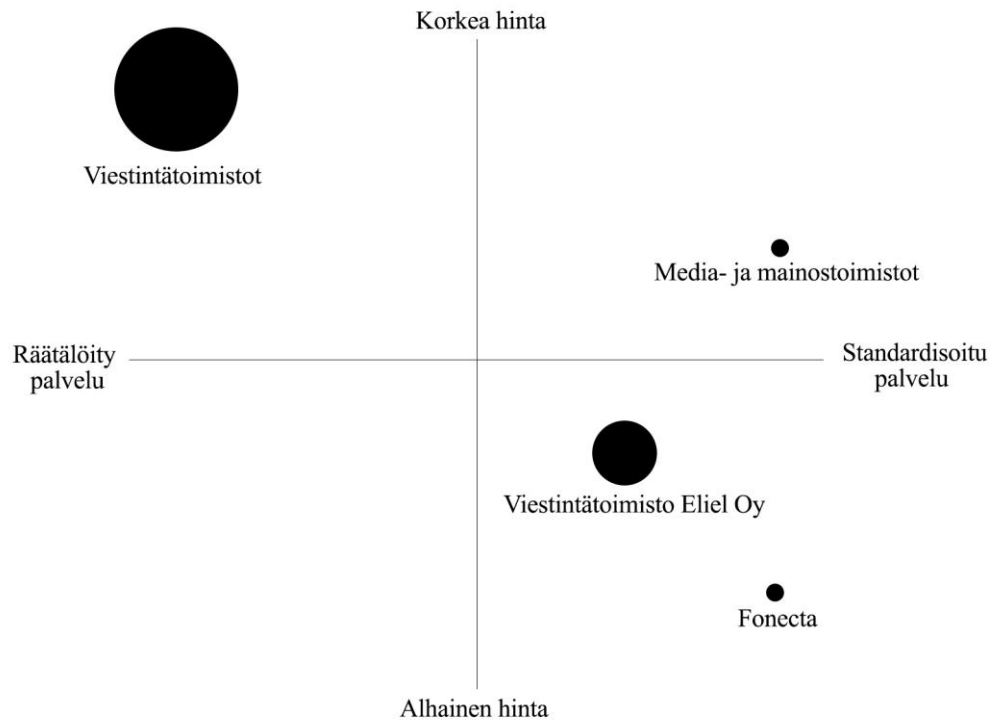 Korkea hinta
Viestintätoimistot
Media- ja mainostoimistot
Räätälöity
palvelu
Standardisoitu
palvelu
Viestintätoimisto Eliel Oy
Fonecta
Alhainen hinta